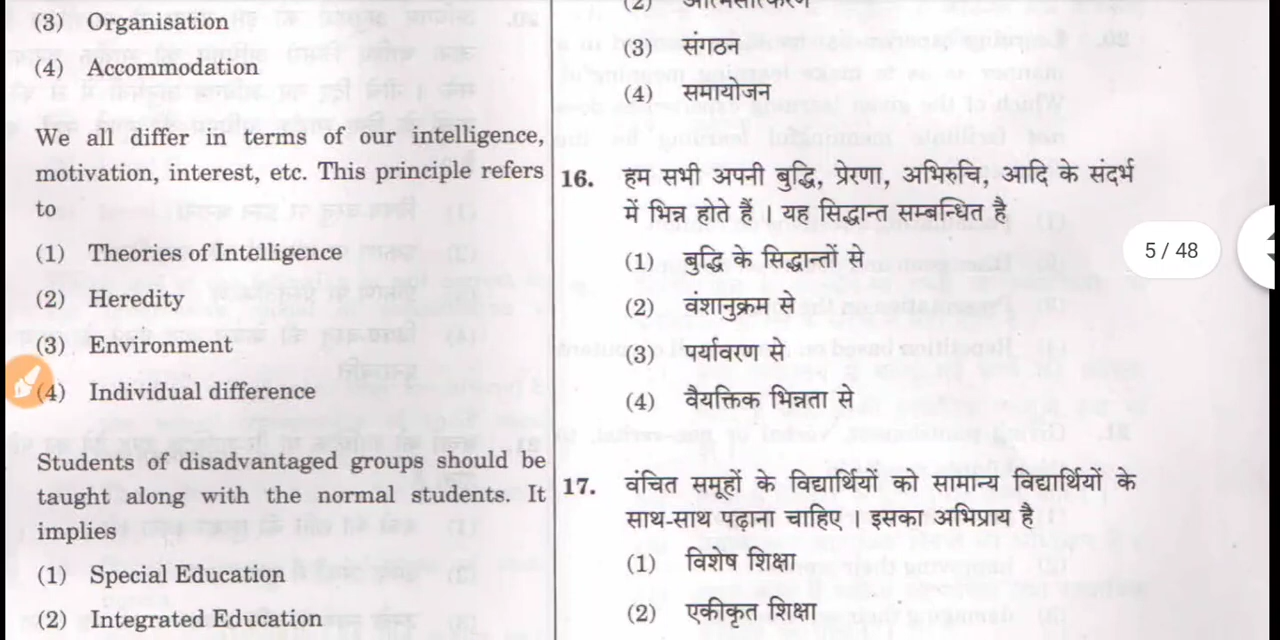 (3) Organisation
(4) Accommodation
We all differ in terms of our intelligence,
motivation, interest, etc. This principle refers
to
(1) Theories of Intelligence
(2) Heredity
(3) Environment
(4) Individual difference
Students of disadvantaged groups should be
taught along with the normal students. It
implies
(1) Special Education
(2) Integrated Education
(2) आत्मसात्करण
(3) संगठन
(4) समायोजन
16. हम सभी अपनी बुद्धि, प्रेरणा, अभिरुचि, आदि के संदर्भ
में भिन्न होते हैं । यह सिद्धान्त सम्बन्धित है
(1) बुद्धि के सिद्धान्तों से
(2) वंशानुक्रम से
(3) पर्यावरण से
(4) वैयक्तिक भिन्नता से
17. वंचित समूहों के विद्यार्थियों को सामान्य विद्यार्थियों के
साथ-साथ पढ़ाना चाहिए । इसका अभिप्राय है
(1) विशेष शिक्षा
(2) एकीकृत शिक्षा
5 / 48